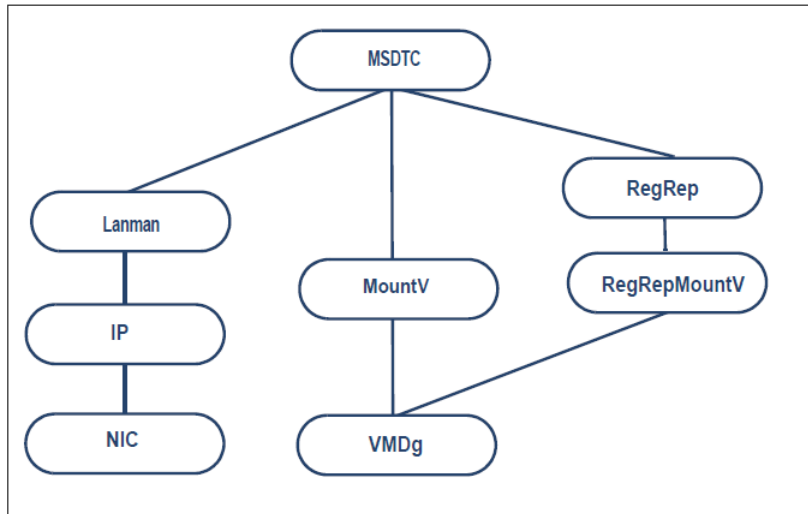 MSDTC
RegRep
Lanman
RegRepMountV
MountV
IP
NIC
VMDg